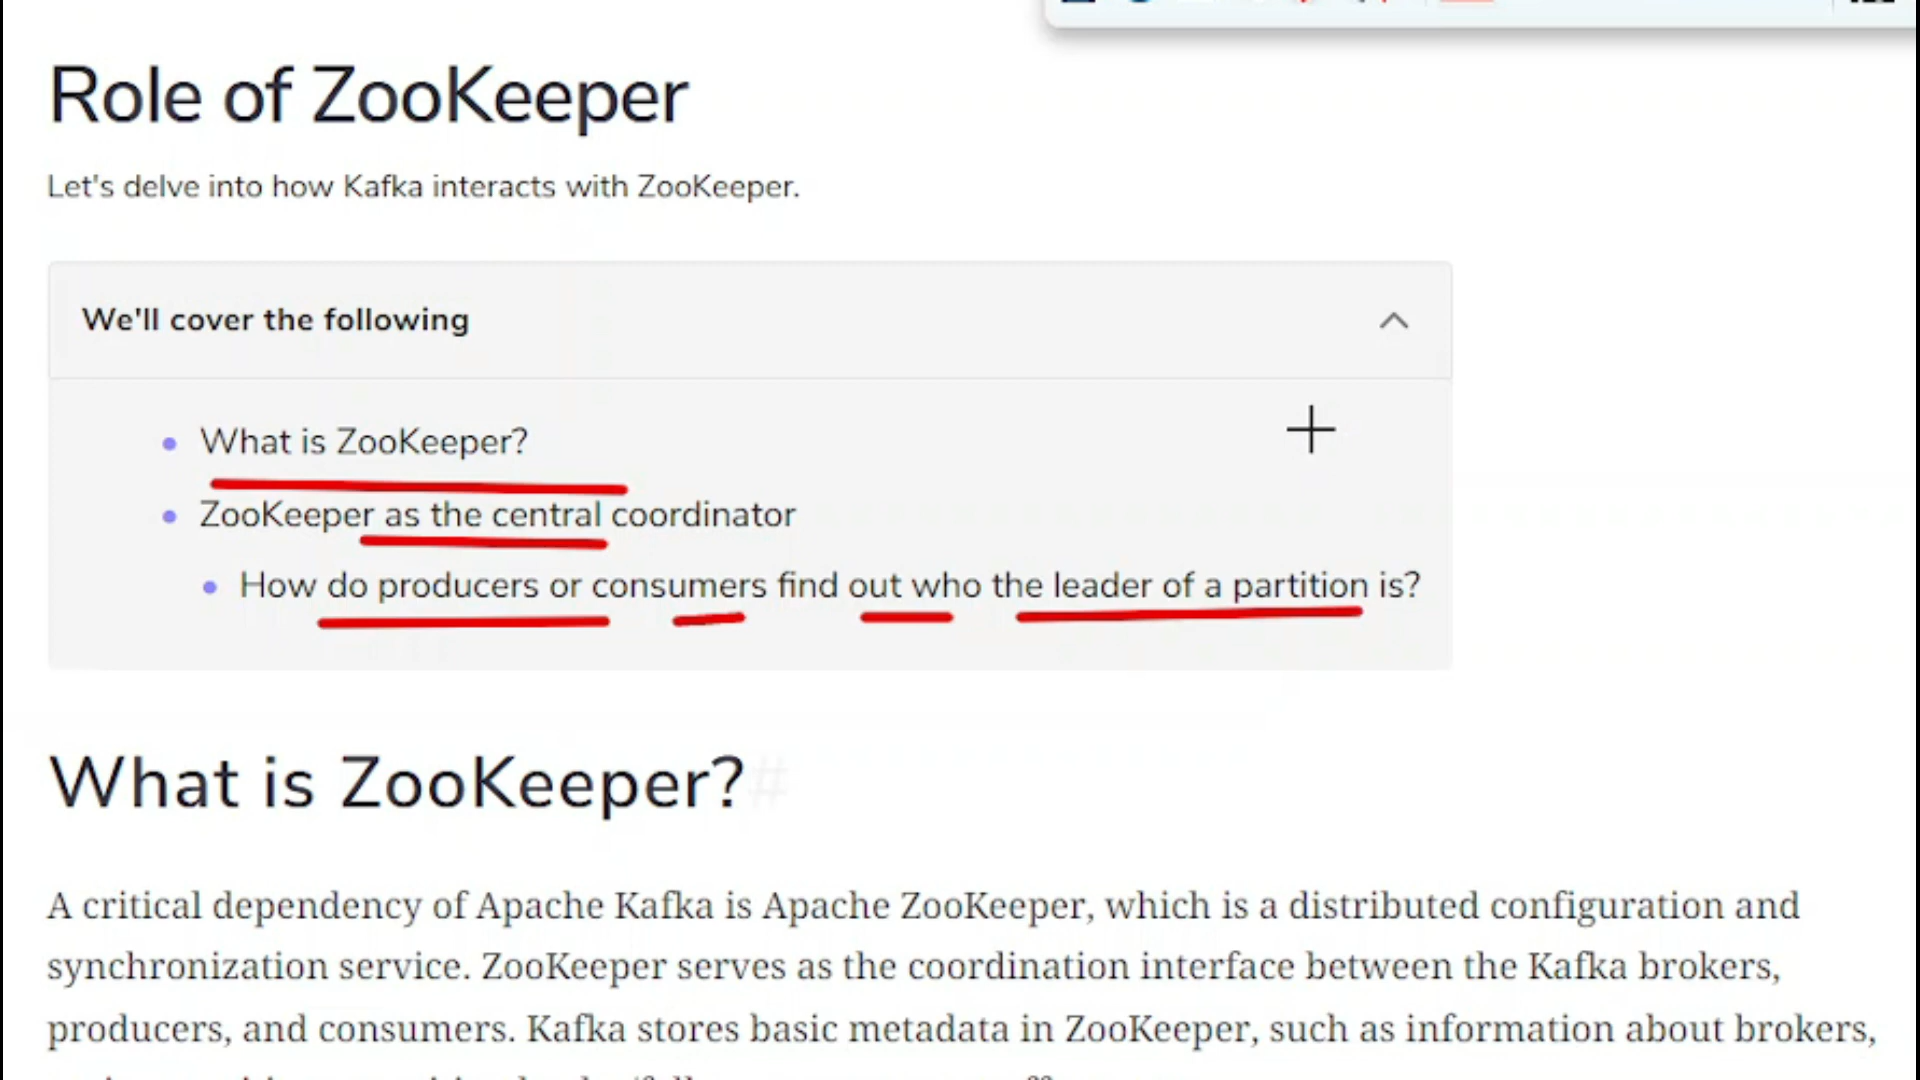 Role of ZooKeeper
Let's delve into how Kafka interacts with ZooKeeper.
We'll cover the following
What is ZooKeeper?
ZooKeeper as the central coordinator
How do producers or consumers find out who the leader of a partition is?
What is ZooKeeper?#
A critical dependency of Apache Kafka is Apache ZooKeeper, which is a distributed configuration and
synchronization service. ZooKeeper serves as the coordination interface between the Kafka brokers,
producers, and consumers. Kafka stores basic metadata in ZooKeeper, such as information about brokers,